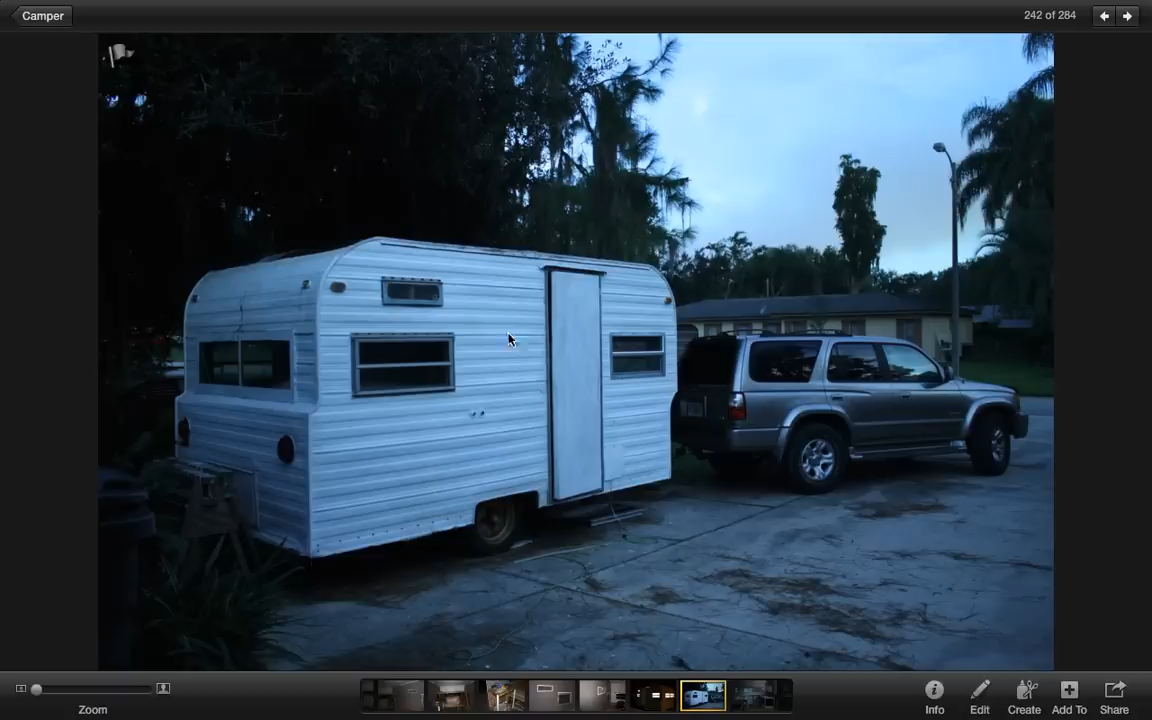 Camper
242 of 284
Zoom
Info
Edit
Create
Add To
Share